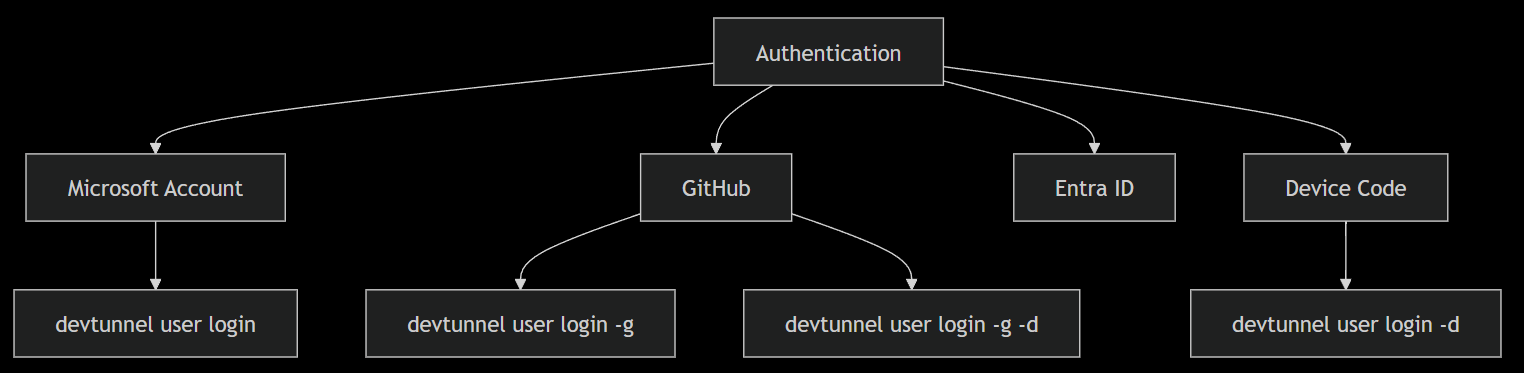 Authentication
Microsoft Account
GitHub
Entra ID
Device Code
devtunnel user login
devtunnel user login -g
devtunnel user login -g -d
devtunnel user login -d